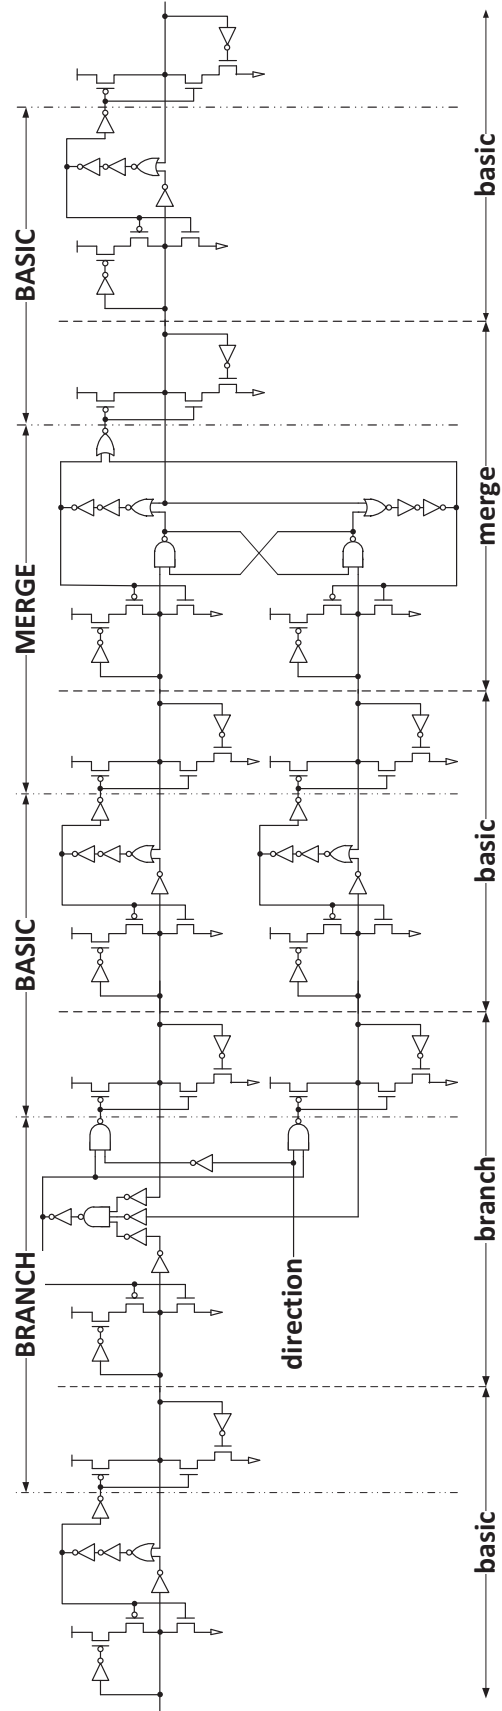 BASIC
basic
MERGE
merge
BASIC
basic
BRANCH
branch
direction
basic